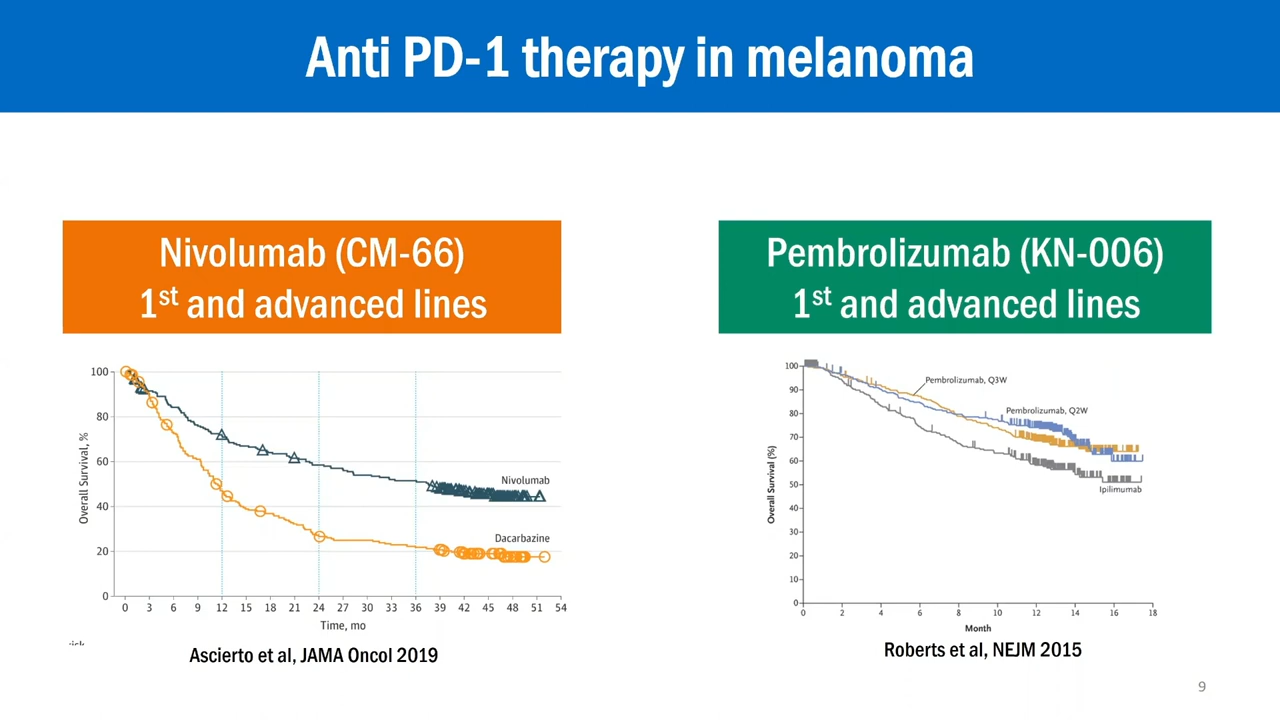 Anti PD-1 therapy in melanoma
Nivolumab (CM-66)
1st and advanced lines
Pembrolizumab (KN-006)
1st and advanced lines
100
80
60
40
20
0
Overall Survival, %
Nivolumab
Dacarbazine
0 3 6 9 12 15 18 21 24 27 30 33 36 39 42 45 48 51 54
Time, mo
Ascierto et al, JAMA Oncol 2019
100
90
80
70
60
50
40
30
20
10
0
Overall Survival (%)
Pembrolizumab, Q3W
Pembrolizumab, Q2W
Ipilimumab
0 2 4 6 8 10 12 14 16 18
Month
Roberts et al, NEJM 2015
9